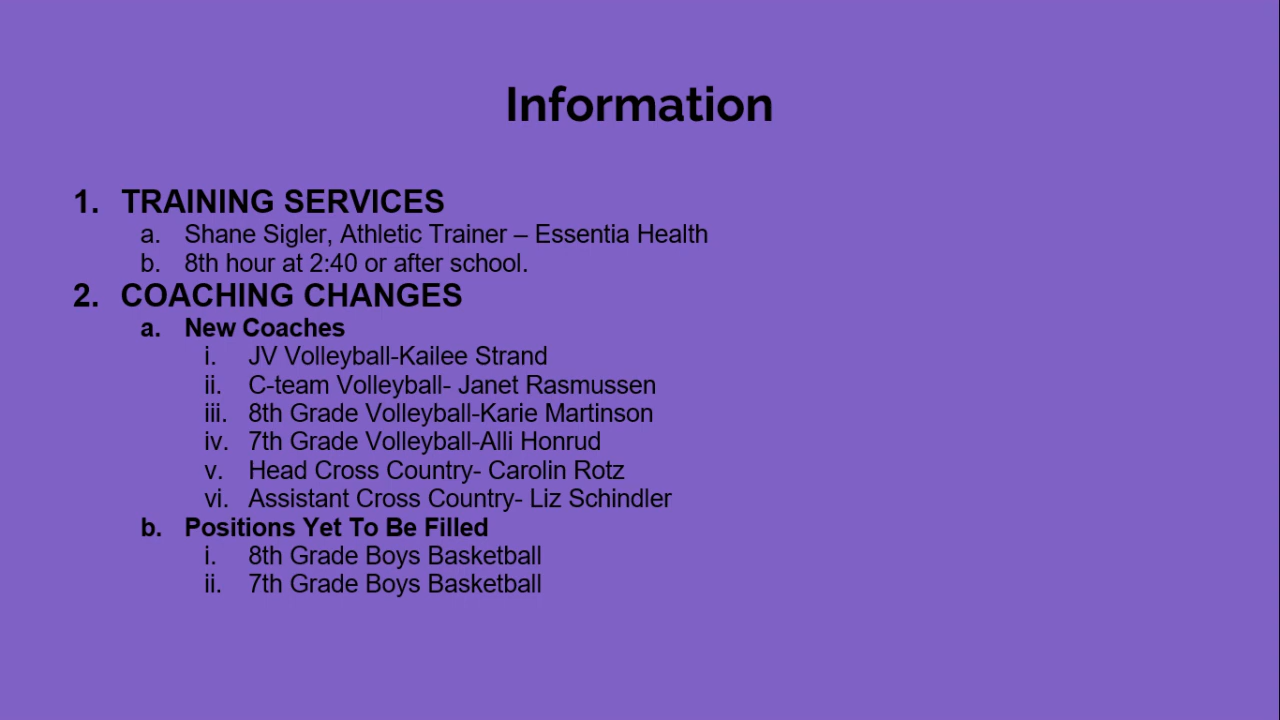 Information
1. TRAINING SERVICES
a. Shane Sigler, Athletic Trainer – Essentia Health
b. 8th hour at 2:40 or after school.
2. COACHING CHANGES
a. New Coaches
i. JV Volleyball-Kailee Strand
ii. C-team Volleyball- Janet Rasmussen
iii. 8th Grade Volleyball-Karie Martinson
iv. 7th Grade Volleyball-Alli Honrud
v. Head Cross Country- Carolin Rotz
vi. Assistant Cross Country- Liz Schindler
b. Positions Yet To Be Filled
i. 8th Grade Boys Basketball
ii. 7th Grade Boys Basketball